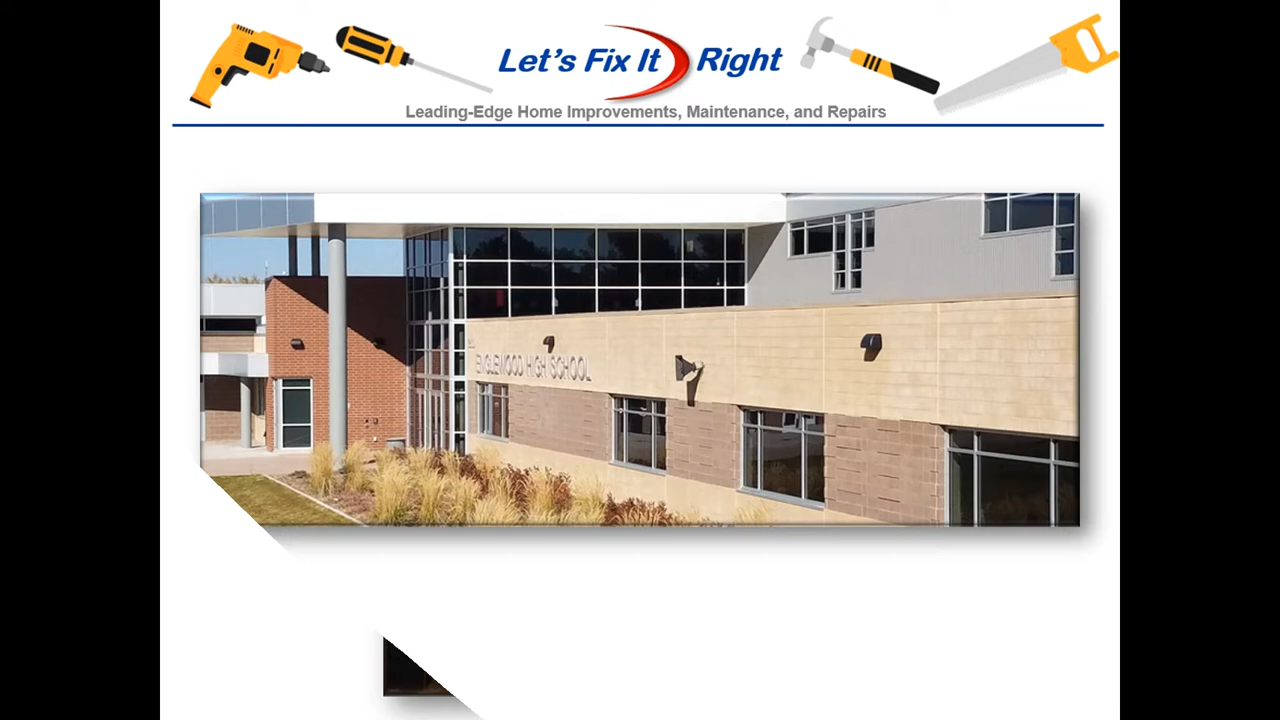 Let's Fix It Right
Leading-Edge Home Improvements, Maintenance, and Repairs
ENGLEWOOD HIGH SCHOOL